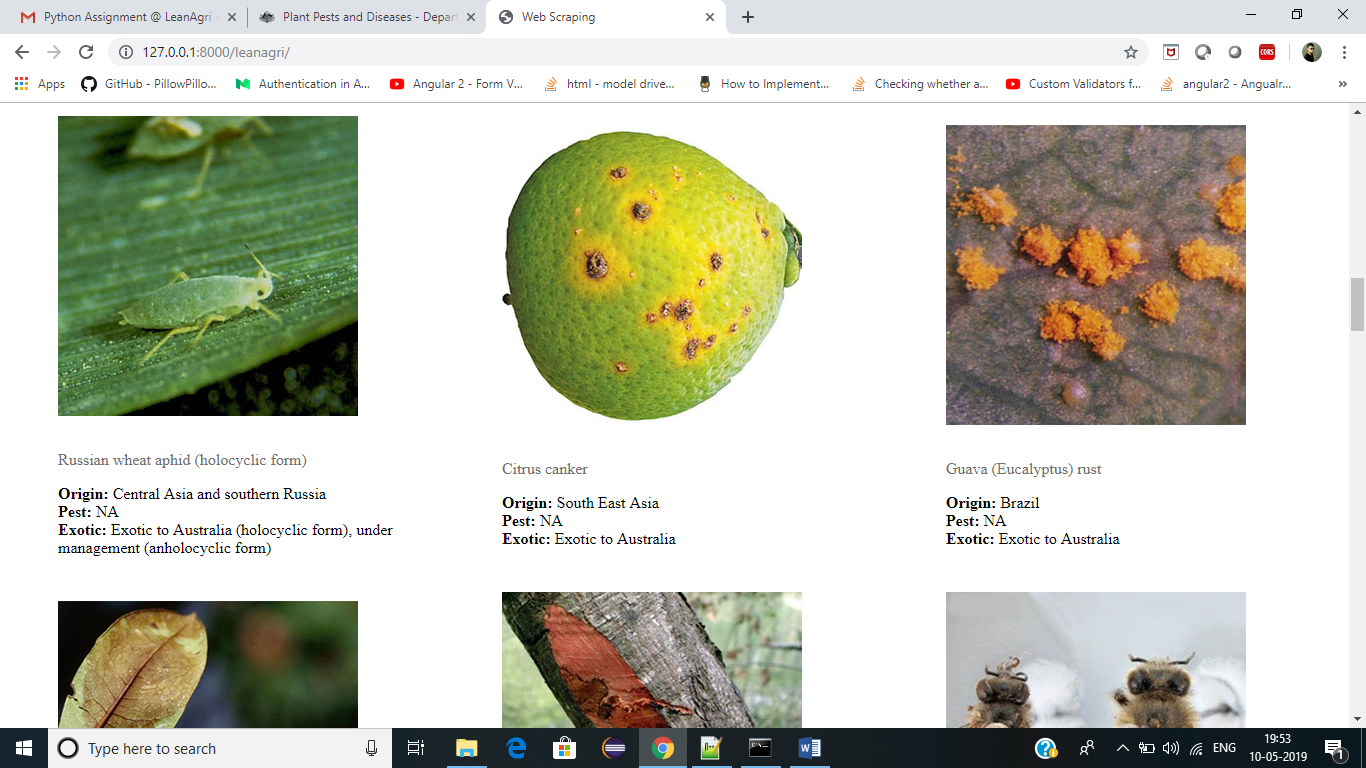 Python Assignment @ LeanAgri -
Plant Pests and Diseases - Depart
Web Scraping
127.0.0.1:8000/leanagri/
Apps
GitHub - PillowPillo...
Authentication in A...
Angular 2 - Form V...
html - model drive...
How to Implement...
Checking whether a...
Custom Validators f...
angular2 - Angualr...
»
CORS
Russian wheat aphid (holocyclic form)
Origin: Central Asia and southern Russia
Pest: NA
Exotic: Exotic to Australia (holocyclic form), under
management (anholocyclic form)
Citrus canker
Origin: South East Asia
Pest: NA
Exotic: Exotic to Australia
Guava (Eucalyptus) rust
Origin: Brazil
Pest: NA
Exotic: Exotic to Australia
Type here to search
ENG
19:53
10-05-2019
1